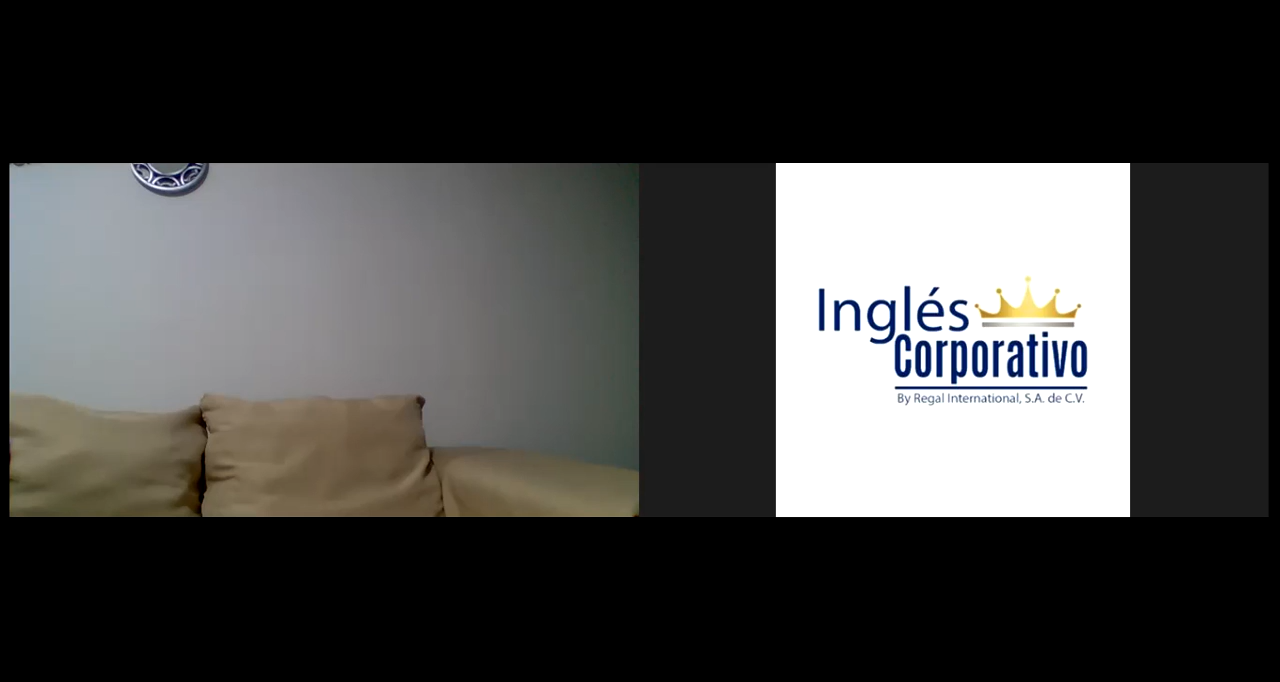 Inglés
Corporativo
By Regal International, S.A. de C.V.